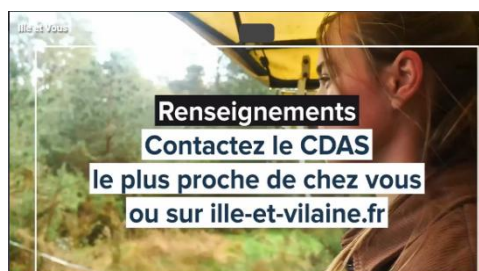 Ille et Vous
Renseignements
Contactez le CDAS
le plus proche de chez vous
ou sur ille-et-vilaine.fr